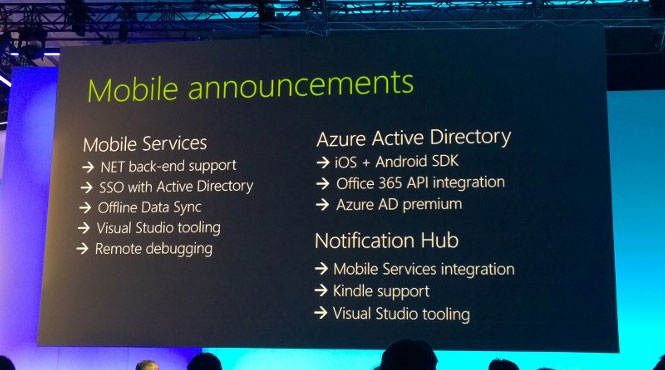 Mobile announcements
Mobile Services
→ NET back-end support
→ SSO with Active Directory
→ Offline Data Sync
→ Visual Studio tooling
→ Remote debugging
Azure Active Directory
→ iOS + Android SDK
→ Office 365 API integration
→ Azure AD premium
Notification Hub
→ Mobile Services integration
→ Kindle support
→ Visual Studio tooling